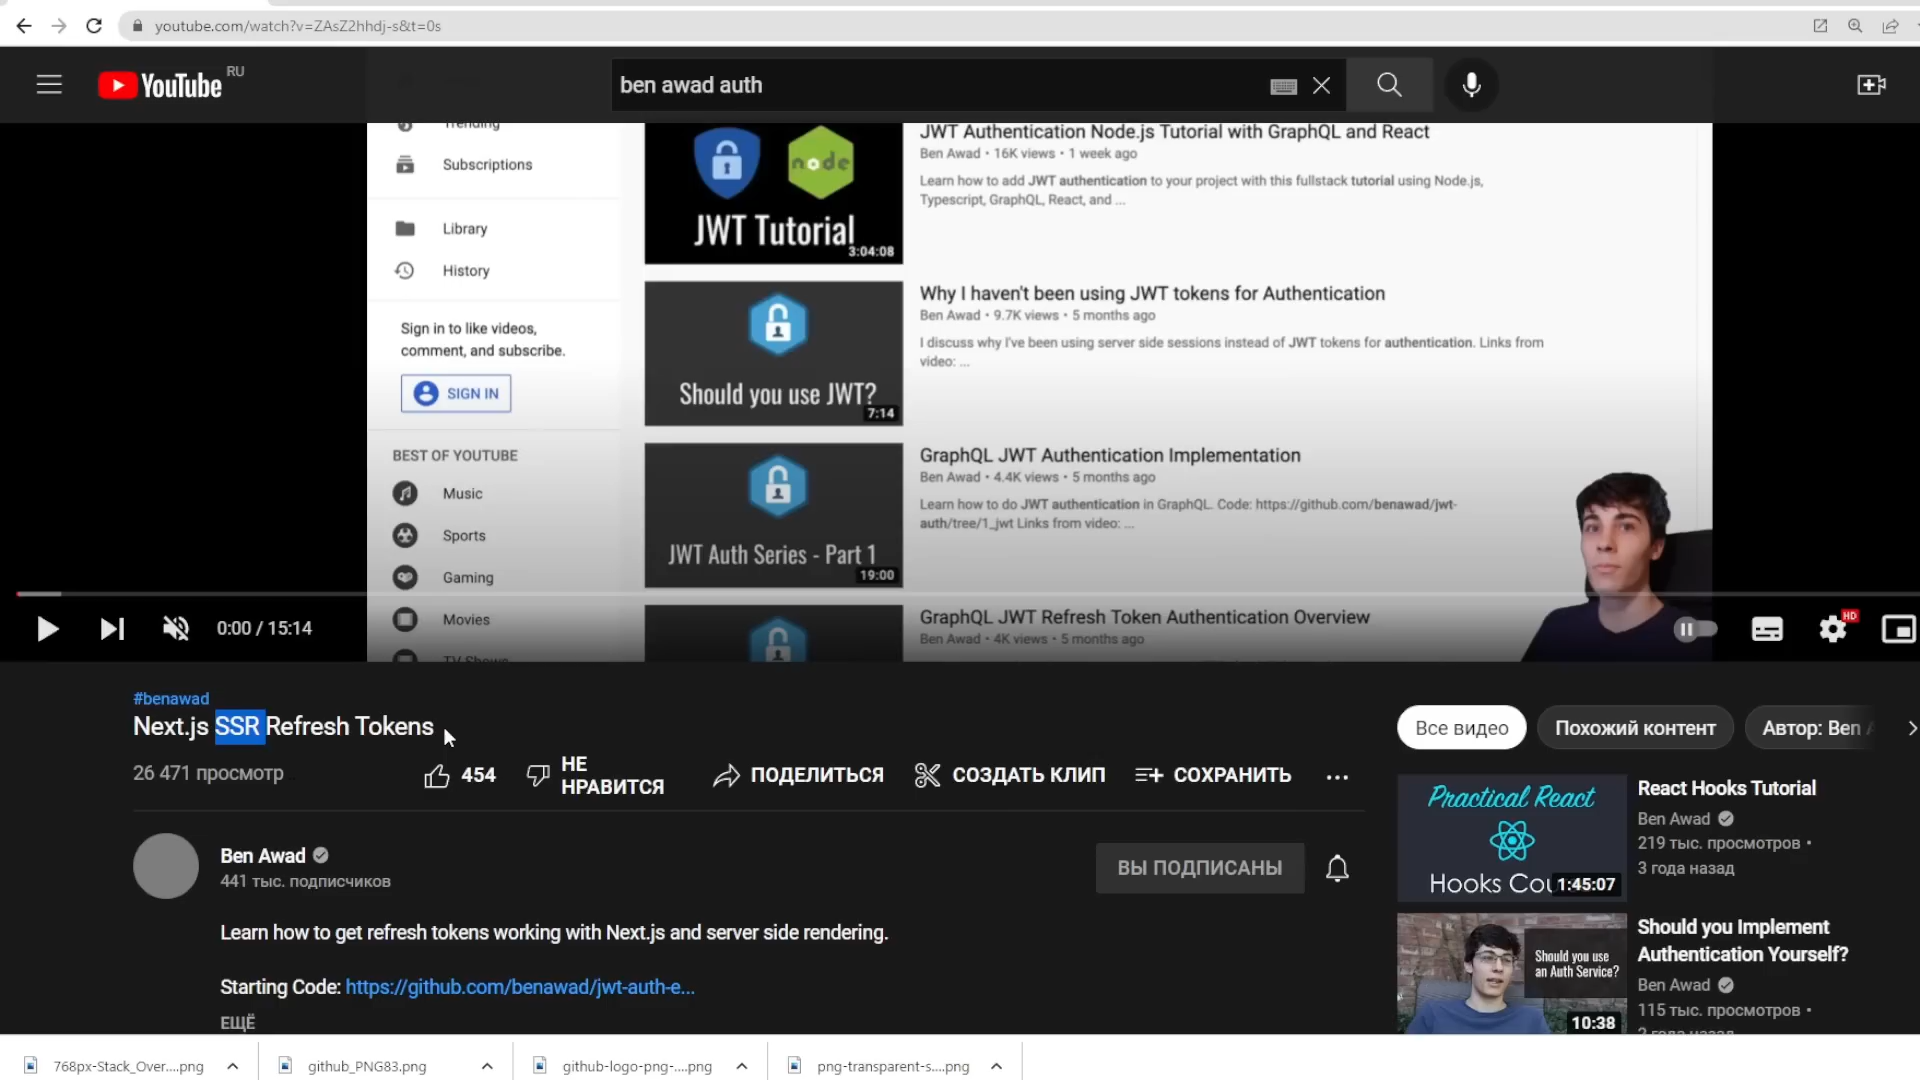 youtube.com/watch?v=ZAsZ2hhdj-s&t=0s
YouTube
RU
ben awad auth
Trending
Subscriptions
Library
History
Sign in to like videos,
comment, and subscribe.
SIGN IN
BEST OF YOUTUBE
Music
Sports
Gaming
Movies
TV Shows
node
JWT Tutorial
3:04:08
JWT Authentication Node.js Tutorial with GraphQL and React
Ben Awad • 16K views • 1 week ago
Learn how to add JWT authentication to your project with this fullstack tutorial using Node.js,
Typescript, GraphQL, React, and ...
Should you use JWT?
7:14
Why I haven't been using JWT tokens for Authentication
Ben Awad • 9.7K views • 5 months ago
I discuss why I've been using server side sessions instead of JWT tokens for authentication. Links from
video: ...
JWT Auth Series - Part 1
19:00
GraphQL JWT Authentication Implementation
Ben Awad • 4.4K views • 5 months ago
Learn how to do JWT authentication in GraphQL. Code: https://github.com/benawad/jwt-
auth/tree/1_jwt Links from video: ...
GraphQL JWT Refresh Token Authentication Overview
Ben Awad • 4K views • 5 months ago
0:00 / 15:14
HD
#benawad
Next.js SSR Refresh Tokens
26 471 просмотр
454
НЕ
НРАВИТСЯ
ПОДЕЛИТЬСЯ
СОЗДАТЬ КЛИП
СОХРАНИТЬ
Ben Awad
441 тыс. подписчиков
ВЫ ПОДПИСАНЫ
Learn how to get refresh tokens working with Next.js and server side rendering.
Starting Code: https://github.com/benawad/jwt-auth-e...
ЕЩЁ
Все видео
Похожий контент
Автор: Ben A
Practical React
Hooks Cou
1:45:07
React Hooks Tutorial
Ben Awad
219 тыс. просмотров •
3 года назад
Should you use
an Auth Service?
10:38
Should you Implement
Authentication Yourself?
Ben Awad
115 тыс. просмотров •
2 года назад
768px-Stack_Over....png
github_PNG83.png
github-logo-png-....png
png-transparent-s....png